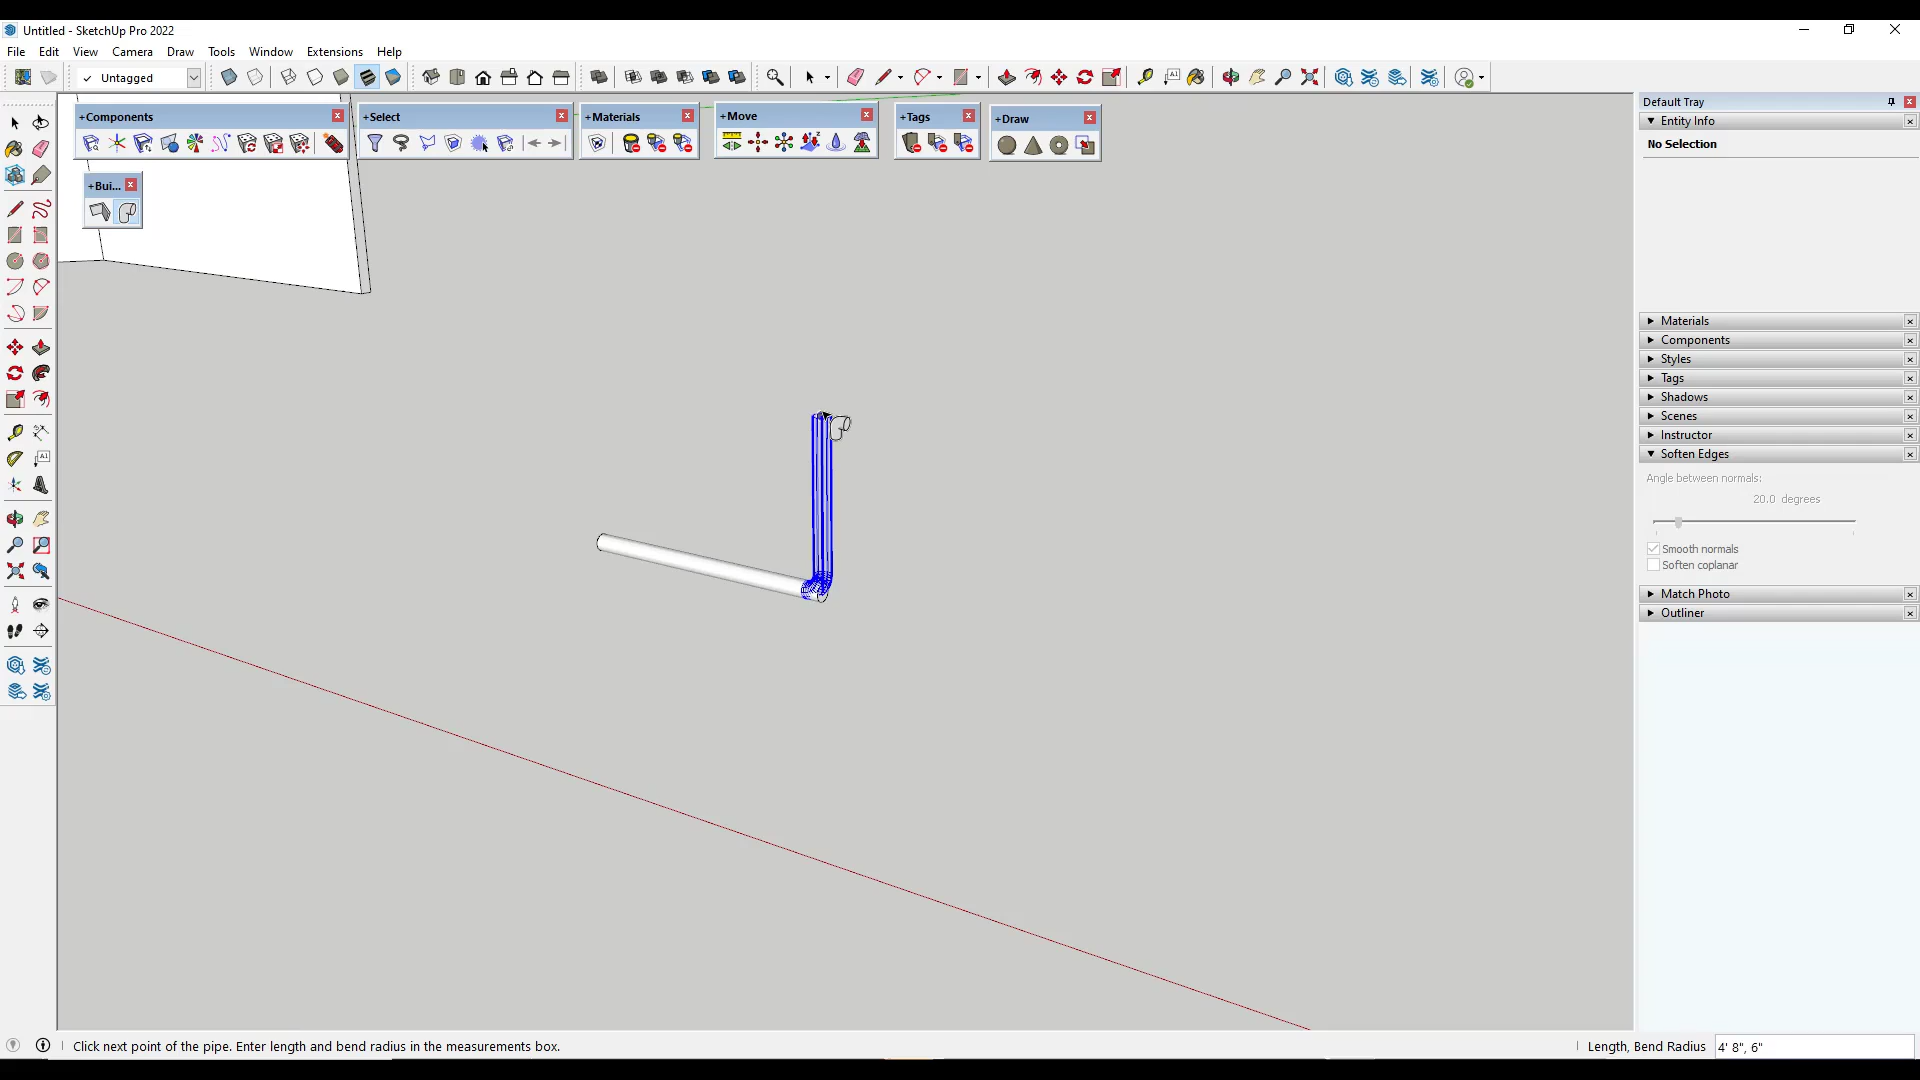 Untitled - SketchUp Pro 2022
File Edit View Camera Draw Tools Window Extensions Help
Untagged
+Components
+Select
+Materials
+Move
+Tags
+Draw
+Bui...
A1
A1
Default Tray
Entity Info
No Selection
Materials
Components
Styles
Tags
Shadows
Scenes
Instructor
Soften Edges
Angle between normals:
20.0 degrees
Smooth normals
Soften coplanar
Match Photo
Outliner
Click next point of the pipe. Enter length and bend radius in the measurements box.
Length, Bend Radius 4' 8", 6"